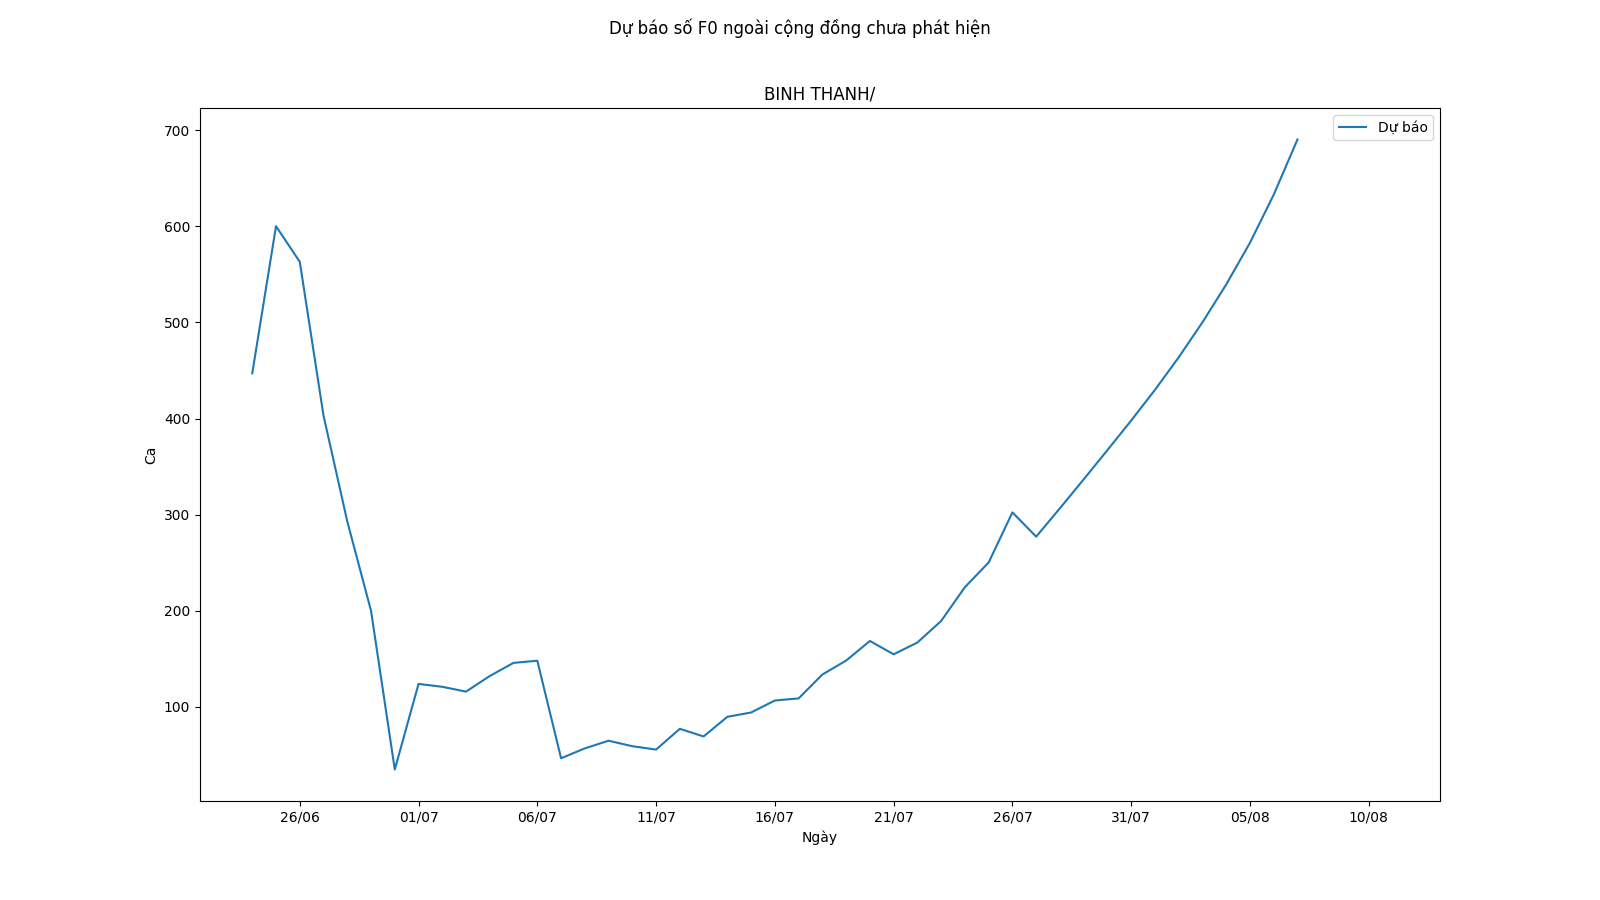 Dự báo số F0 ngoài cộng đồng chưa phát hiện
BINH THANH/
Dự báo
700
600
500
400
300
200
100
Ca
26/06 01/07 06/07 11/07 16/07 21/07 26/07 31/07 05/08 10/08
Ngày